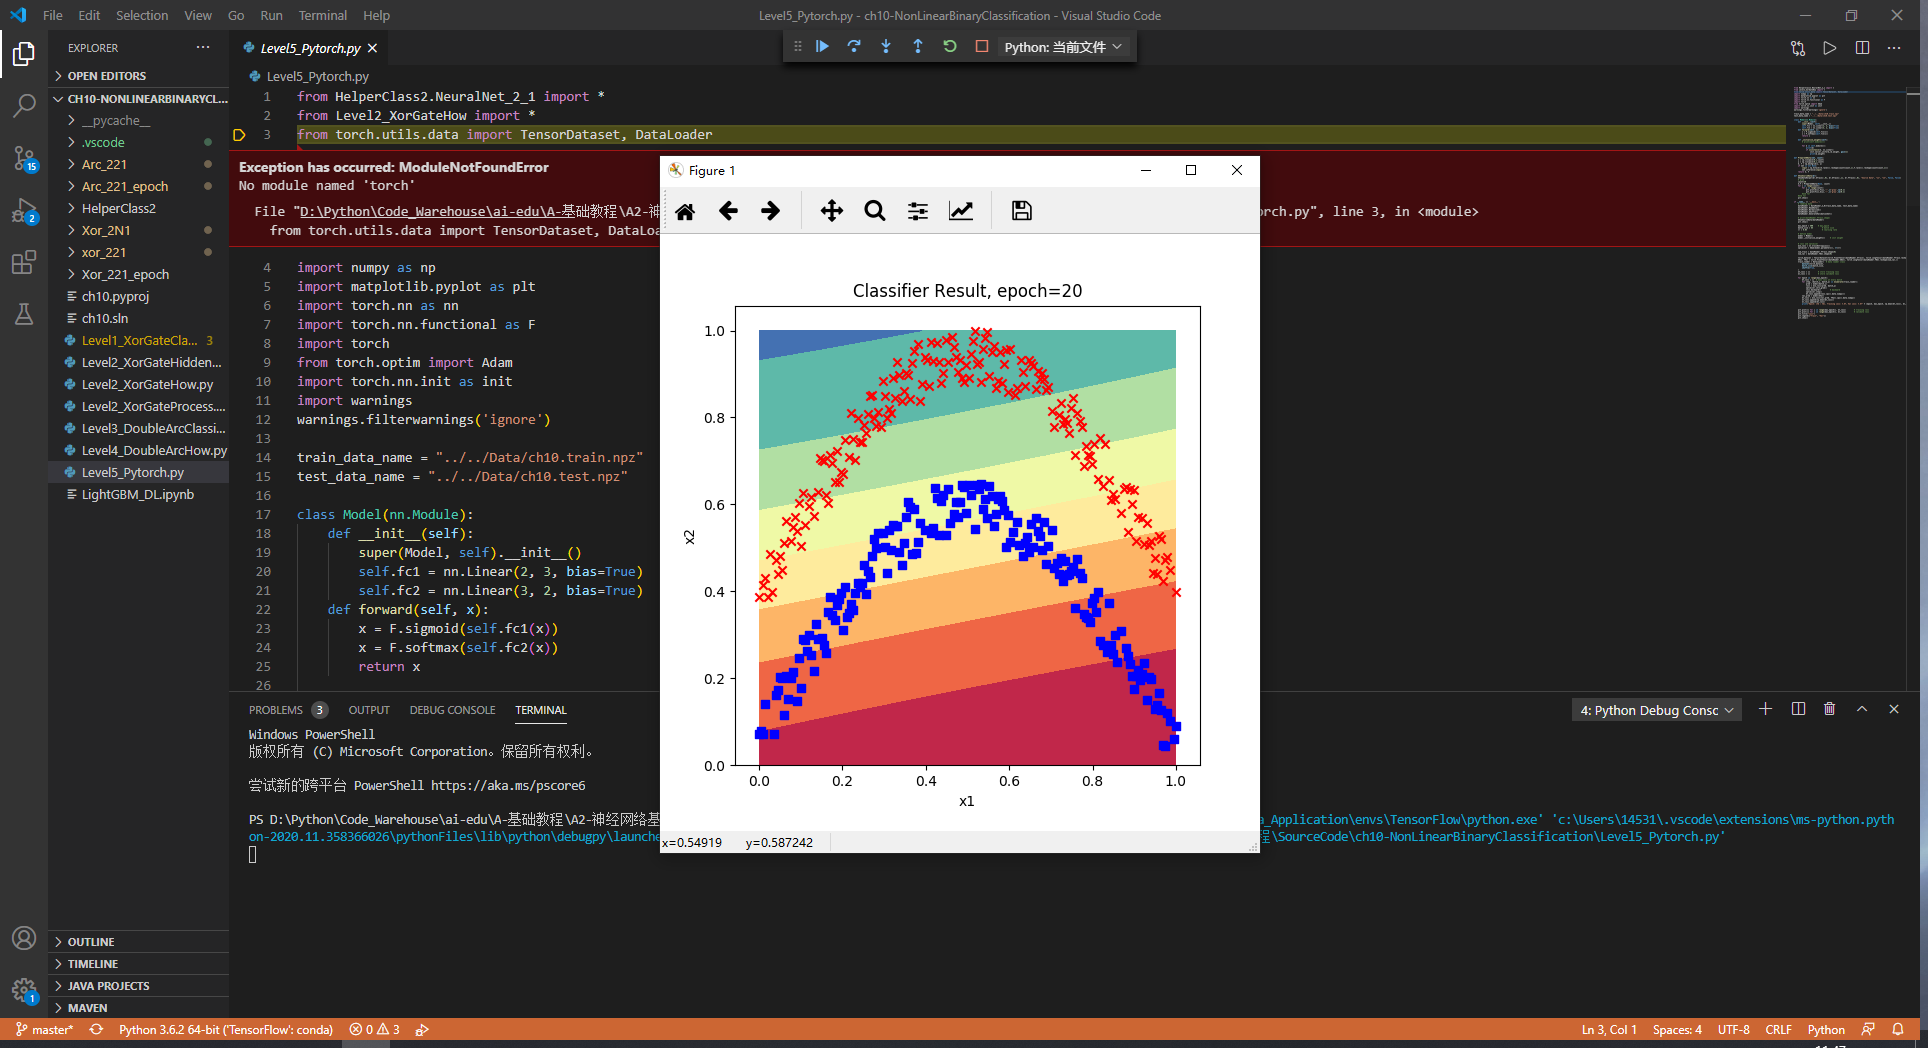 File Edit Selection View Go Run Terminal Help
Level5_Pytorch.py - ch10-NonLinearBinaryClassification - Visual Studio Code
EXPLORER
OPEN EDITORS
CH10-NONLINEARBINARYCL...
__pycache__
.vscode
Arc_221
Arc_221_epoch
HelperClass2
Xor_2N1
xor_221
Xor_221_epoch
ch10.pyproj
ch10.sln
Level1_XorGateCla... 3
Level2_XorGateHidden...
Level2_XorGateHow.py
Level2_XorGateProcess....
Level3_DoubleArcClassi...
Level4_DoubleArcHow.py
Level5_Pytorch.py
LightGBM_DL.ipynb
OUTLINE
TIMELINE
JAVA PROJECTS
MAVEN
15
2
1
Level5_Pytorch.py
Python: 当前文件
Level5_Pytorch.py
1 from HelperClass2.NeuralNet_2_1 import *
2 from Level2_XorGateHow import *
3 from torch.utils.data import TensorDataset, DataLoader
Exception has occurred: ModuleNotFoundError
No module named 'torch'
File "D:\Python\Code_Warehouse\ai-edu\A-基础教程\A2-神
orch.py", line 3, in <module>
from torch.utils.data import TensorDataset, DataLoa
4 import numpy as np
5 import matplotlib.pyplot as plt
6 import torch.nn as nn
7 import torch.nn.functional as F
8 import torch
9 from torch.optim import Adam
10 import torch.nn.init as init
11 import warnings
12 warnings.filterwarnings('ignore')
13
14 train_data_name = "../../Data/ch10.train.npz"
15 test_data_name = "../../Data/ch10.test.npz"
16
17 class Model(nn.Module):
18 def __init__(self):
19 super(Model, self).__init__()
20 self.fc1 = nn.Linear(2, 3, bias=True)
21 self.fc2 = nn.Linear(3, 2, bias=True)
22 def forward(self, x):
23 x = F.sigmoid(self.fc1(x))
24 x = F.softmax(self.fc2(x))
25 return x
26
Figure 1
Classifier Result, epoch=20
1.0
0.8
0.6
0.4
0.2
0.0
x2
0.0 0.2 0.4 0.6 0.8 1.0
x1
x=0.54919 y=0.587242
PROBLEMS 3 OUTPUT DEBUG CONSOLE TERMINAL
4: Python Debug Consc
Windows PowerShell
版权所有 (C) Microsoft Corporation。保留所有权利。
尝试新的跨平台 PowerShell https://aka.ms/pscore6
PS D:\Python\Code_Warehouse\ai-edu\A-基础教程\A2-神经网络基
a_Application\envs\TensorFlow\python.exe' 'c:\Users\14531\.vscode\extensions\ms-python.pyth
on-2020.11.358366026\pythonFiles\lib\python\debugpy\launche
\SourceCode\ch10-NonLinearBinaryClassification\Level5_Pytorch.py'
master* Python 3.6.2 64-bit ('TensorFlow': conda) 0 3
Ln 3, Col 1 Spaces: 4 UTF-8 CRLF Python